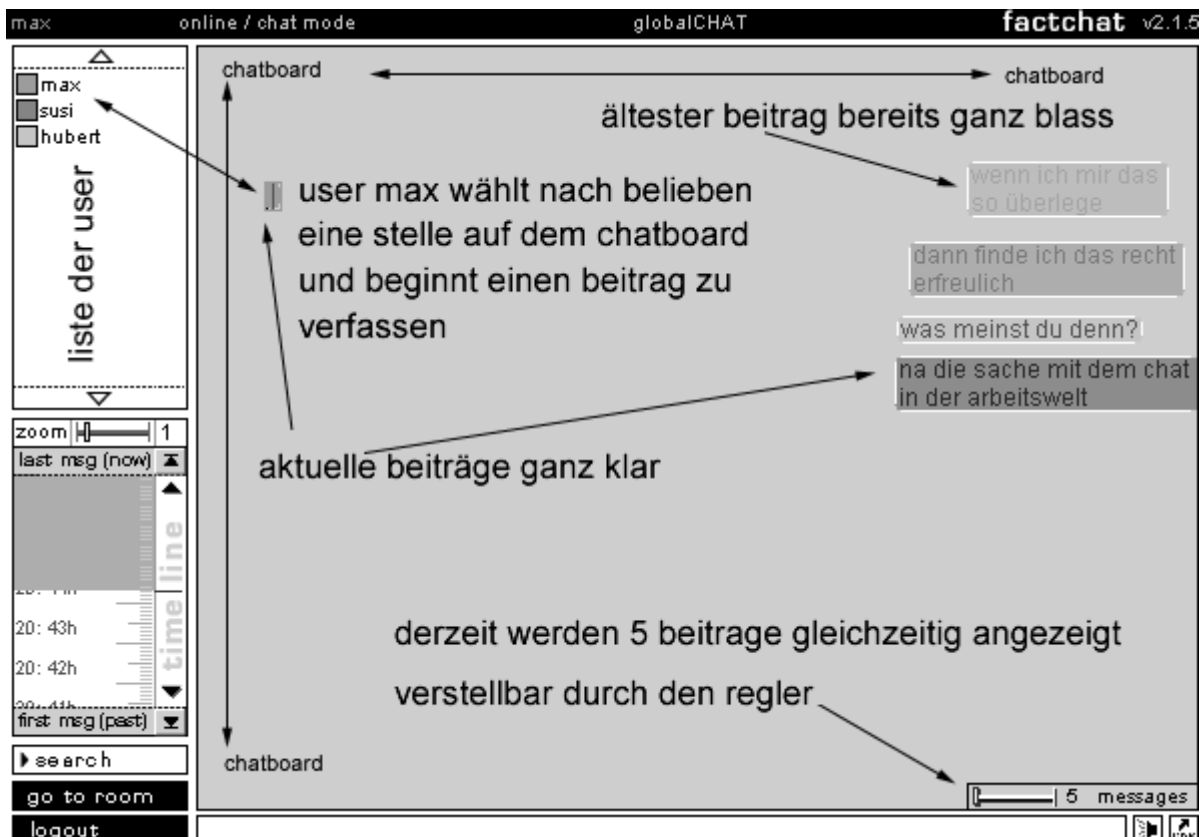 max online / chat mode globalCHAT factchat v2.1.5
max
susi
hubert
liste der user
zoom 1
last msg (now)
time line
20: 43h
20: 42h
first msg (past)
search
go to room
logout
chatboard chatboard
ältester beitrag bereits ganz blass
wenn ich mir das
so überlege
user max wählt nach belieben
eine stelle auf dem chatboard
und beginnt einen beitrag zu
verfassen
dann finde ich das recht
erfreulich
was meinst du denn?
na die sache mit dem chat
in der arbeitswelt
aktuelle beiträge ganz klar
derzeit werden 5 beitrage gleichzeitig angezeigt
verstellbar durch den regler
chatboard
5 messages